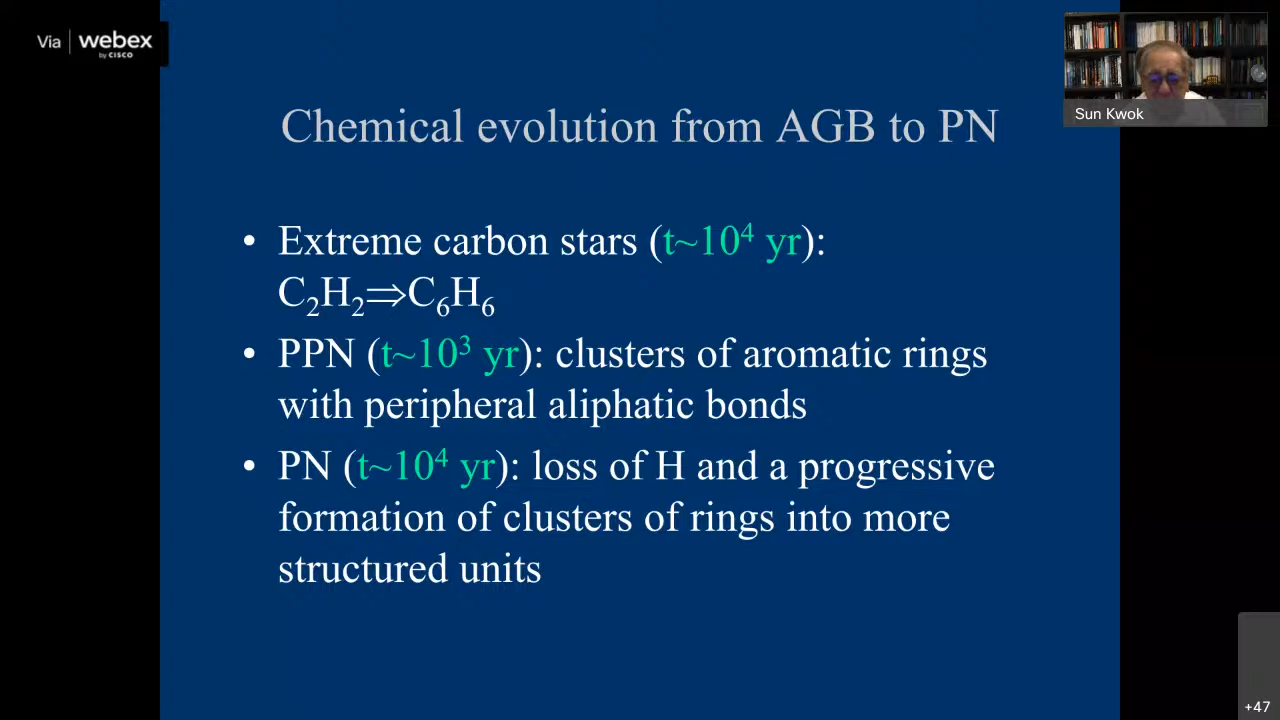 Via webex
by CISCO
Sun Kwok
Chemical evolution from AGB to PN
• Extreme carbon stars (t~10⁴ yr):
C₂H₂⇒C₆H₆
• PPN (t~10³ yr): clusters of aromatic rings
with peripheral aliphatic bonds
• PN (t~10⁴ yr): loss of H and a progressive
formation of clusters of rings into more
structured units
+47